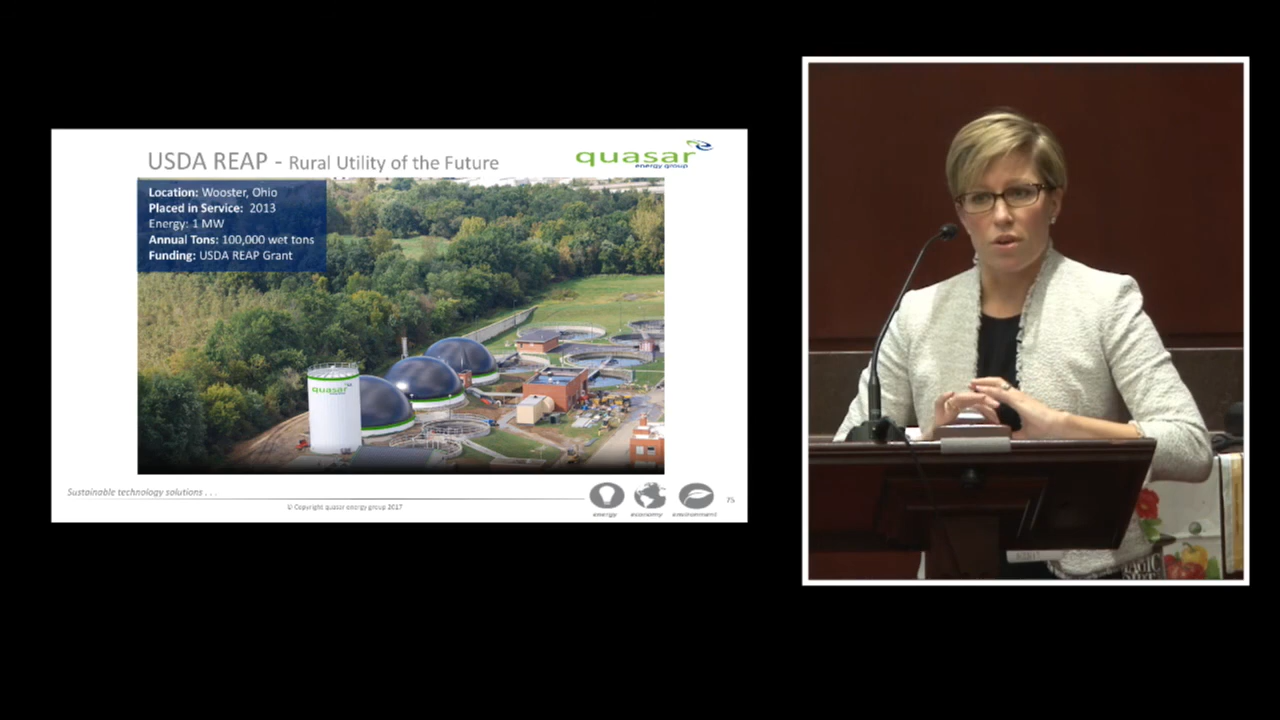 USDA REAP - Rural Utility of the Future
quasar
energy group
Location: Wooster, Ohio
Placed in Service: 2013
Energy: 1 MW
Annual Tons: 100,000 wet tons
Funding: USDA REAP Grant
quasar
Sustainable technology solutions . . .
© Copyright quasar energy group 2017
energy economy environment
75